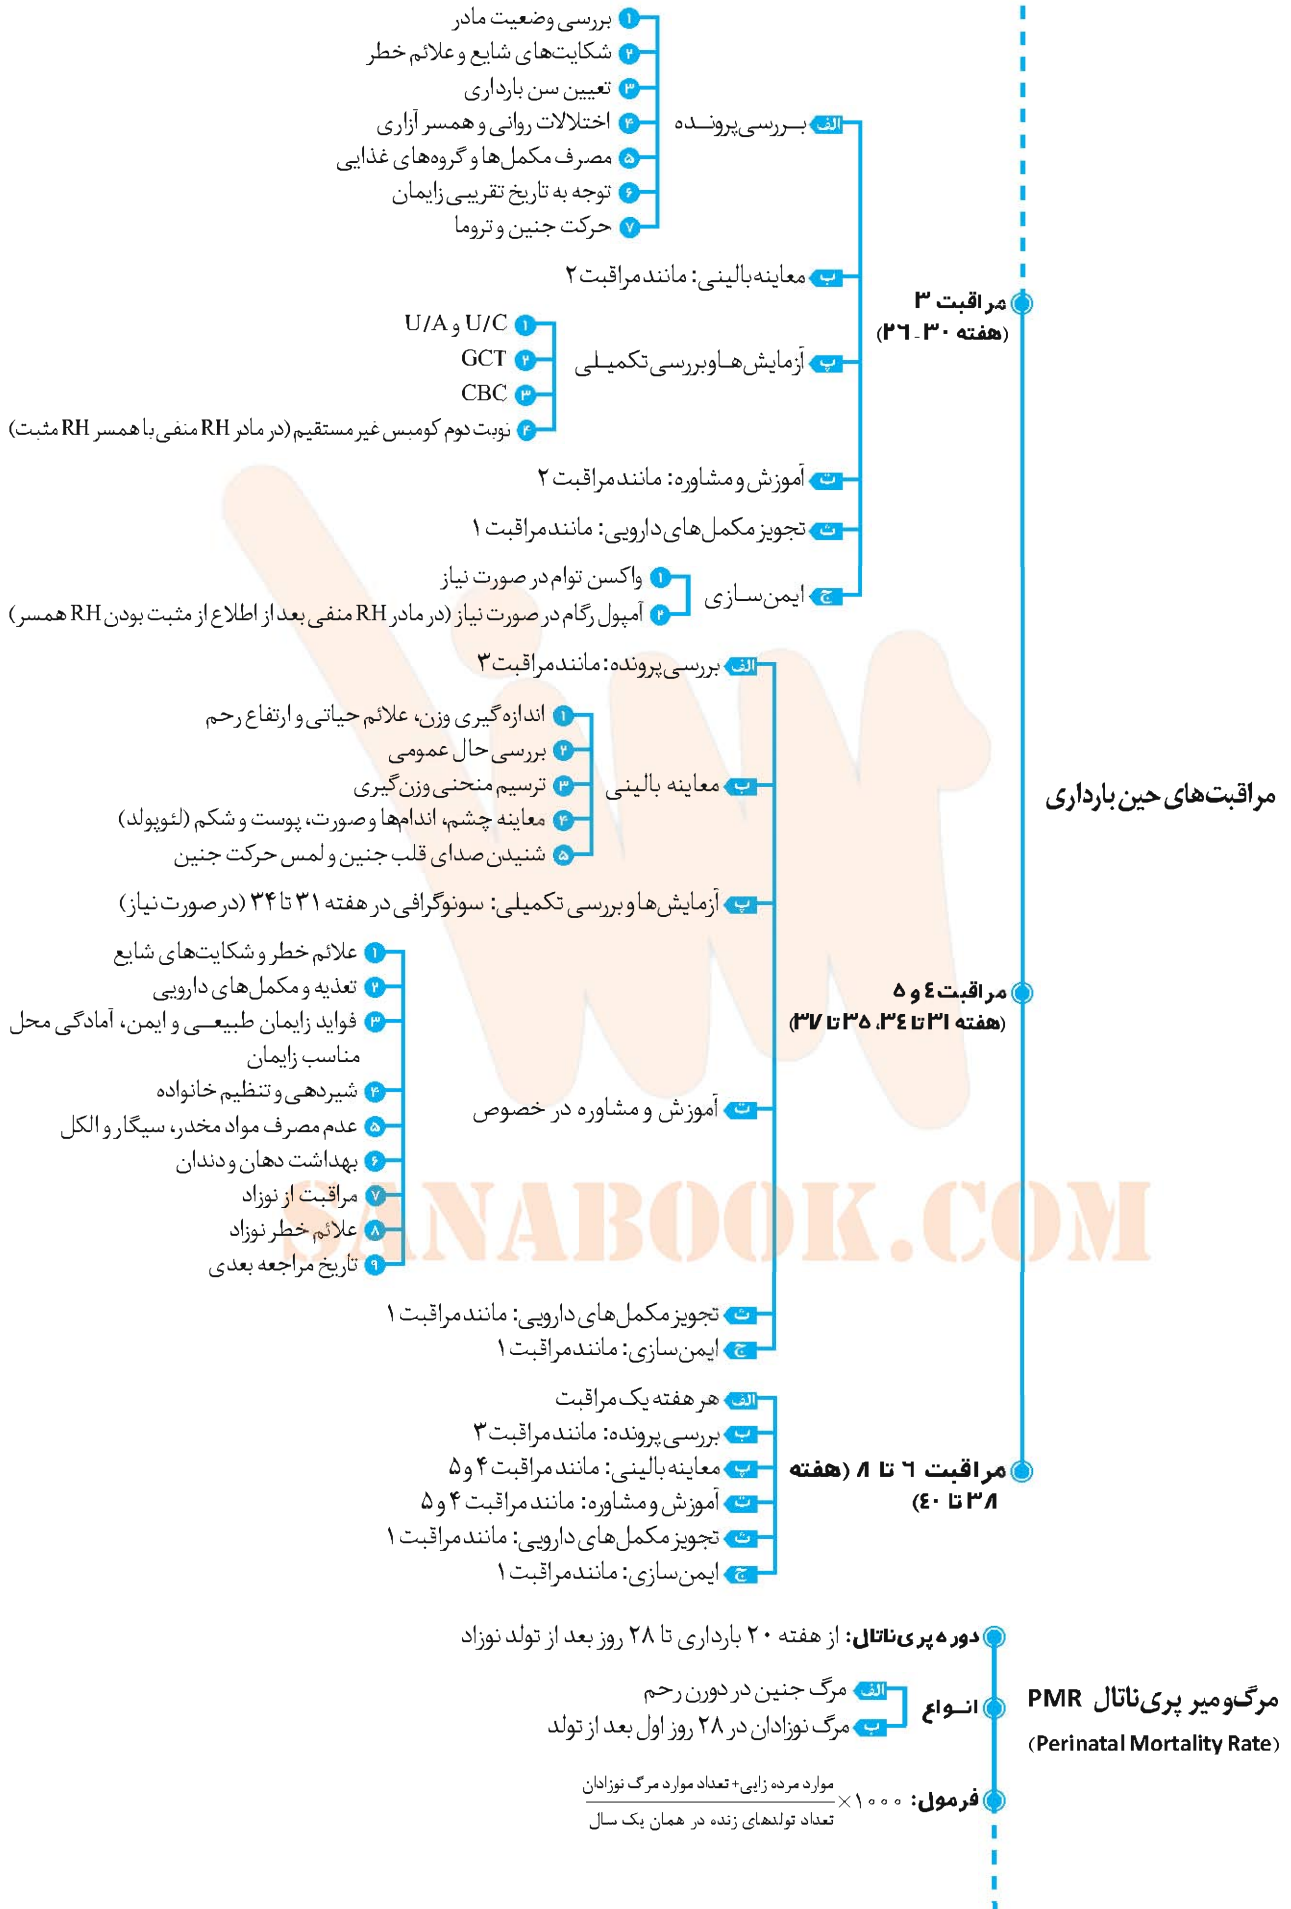 مراقبت‌های حین بارداری
مراقبت ۳
(هفته ۳۰-۲۶)
الف بــررسی پرونــده
۱ بررسی وضعیت مادر
۲ شکایت‌های شایع و علائم خطر
۳ تعیین سن بارداری
۴ اختلالات روانی و همسر آزاری
۵ مصرف مکمل‌ها و گروه‌های غذایی
۶ توجه به تاریخ تقریبی زایمان
۷ حرکت جنین و تروما
ب معاینه بالینی: مانند مراقبت ۲
پ آزمایش‌هـا و بررسی تکمیـلی
۱ U/C و U/A
۲ GCT
۳ CBC
۴ نوبت دوم کومبس غیر مستقیم (در مادر RH منفی با همسر RH مثبت)
ت آموزش و مشاوره: مانند مراقبت ۲
ث تجویز مکمل‌های دارویی: مانند مراقبت ۱
ج ایمن‌سـازی
۱ واکسن توام در صورت نیاز
۲ آمپول رگام در صورت نیاز (در مادر RH منفی بعد از اطلاع از مثبت بودن RH همسر)
مراقبت ۴ و ۵
(هفته ۳۱ تا ۳۴، ۳۵ تا ۳۷)
الف بررسی پرونده: مانند مراقبت ۳
ب معاینه بالینی
۱ اندازه گیری وزن، علائم حیاتی و ارتفاع رحم
۲ بررسی حال عمومی
۳ ترسیم منحنی وزن‌گیری
۴ معاینه چشم، اندام‌ها و صورت، پوست و شکم (لئوپولد)
۵ شنیدن صدای قلب جنین و لمس حرکت جنین
پ آزمایش‌ها و بررسی تکمیلی: سونوگرافی در هفته ۳۱ تا ۳۴ (در صورت نیاز)
ت آموزش و مشاوره در خصوص
۱ علائم خطر و شکایت‌های شایع
۲ تعذیه و مکمل‌های دارویی
۳ فواید زایمان طبیعــی و ایمن، آمادگی محل
مناسب زایمان
۴ شیردهی و تنظیم خانواده
۵ عدم مصرف مواد مخدر، سیگار و الکل
۶ بهداشت دهان و دندان
۷ مراقبت از نوزاد
۸ علائم خطر نوزاد
۹ تاریخ مراجعه بعدی
ث تجویز مکمل‌های دارویی: مانند مراقبت ۱
ج ایمن‌سازی: مانند مراقبت ۱
مراقبت ۶ تا ۸ (هفته
۳۸ تا ۴۰)
الف هر هفته یک مراقبت
ب بررسی پرونده: مانند مراقبت ۳
پ معاینه بالینی: مانند مراقبت ۴ و ۵
ت آموزش و مشاوره: مانند مراقبت ۴ و ۵
ث تجویز مکمل‌های دارویی: مانند مراقبت ۱
ج ایمن‌سازی: مانند مراقبت ۱
SANABOOK.COM
مرگ‌ومیر پری‌ناتال PMR
(Perinatal Mortality Rate)
دوره پری‌ناتال: از هفته ۲۰ بارداری تا ۲۸ روز بعد از تولد نوزاد
انــواع
الف مرگ جنین در دورن رحم
ب مرگ نوزادان در ۲۸ روز اول بعد از تولد
فرمول: ۱۰۰۰×
موارد مرده زایی+تعداد موارد مرگ نوزادان
تعداد تولدهای زنده در همان یک سال